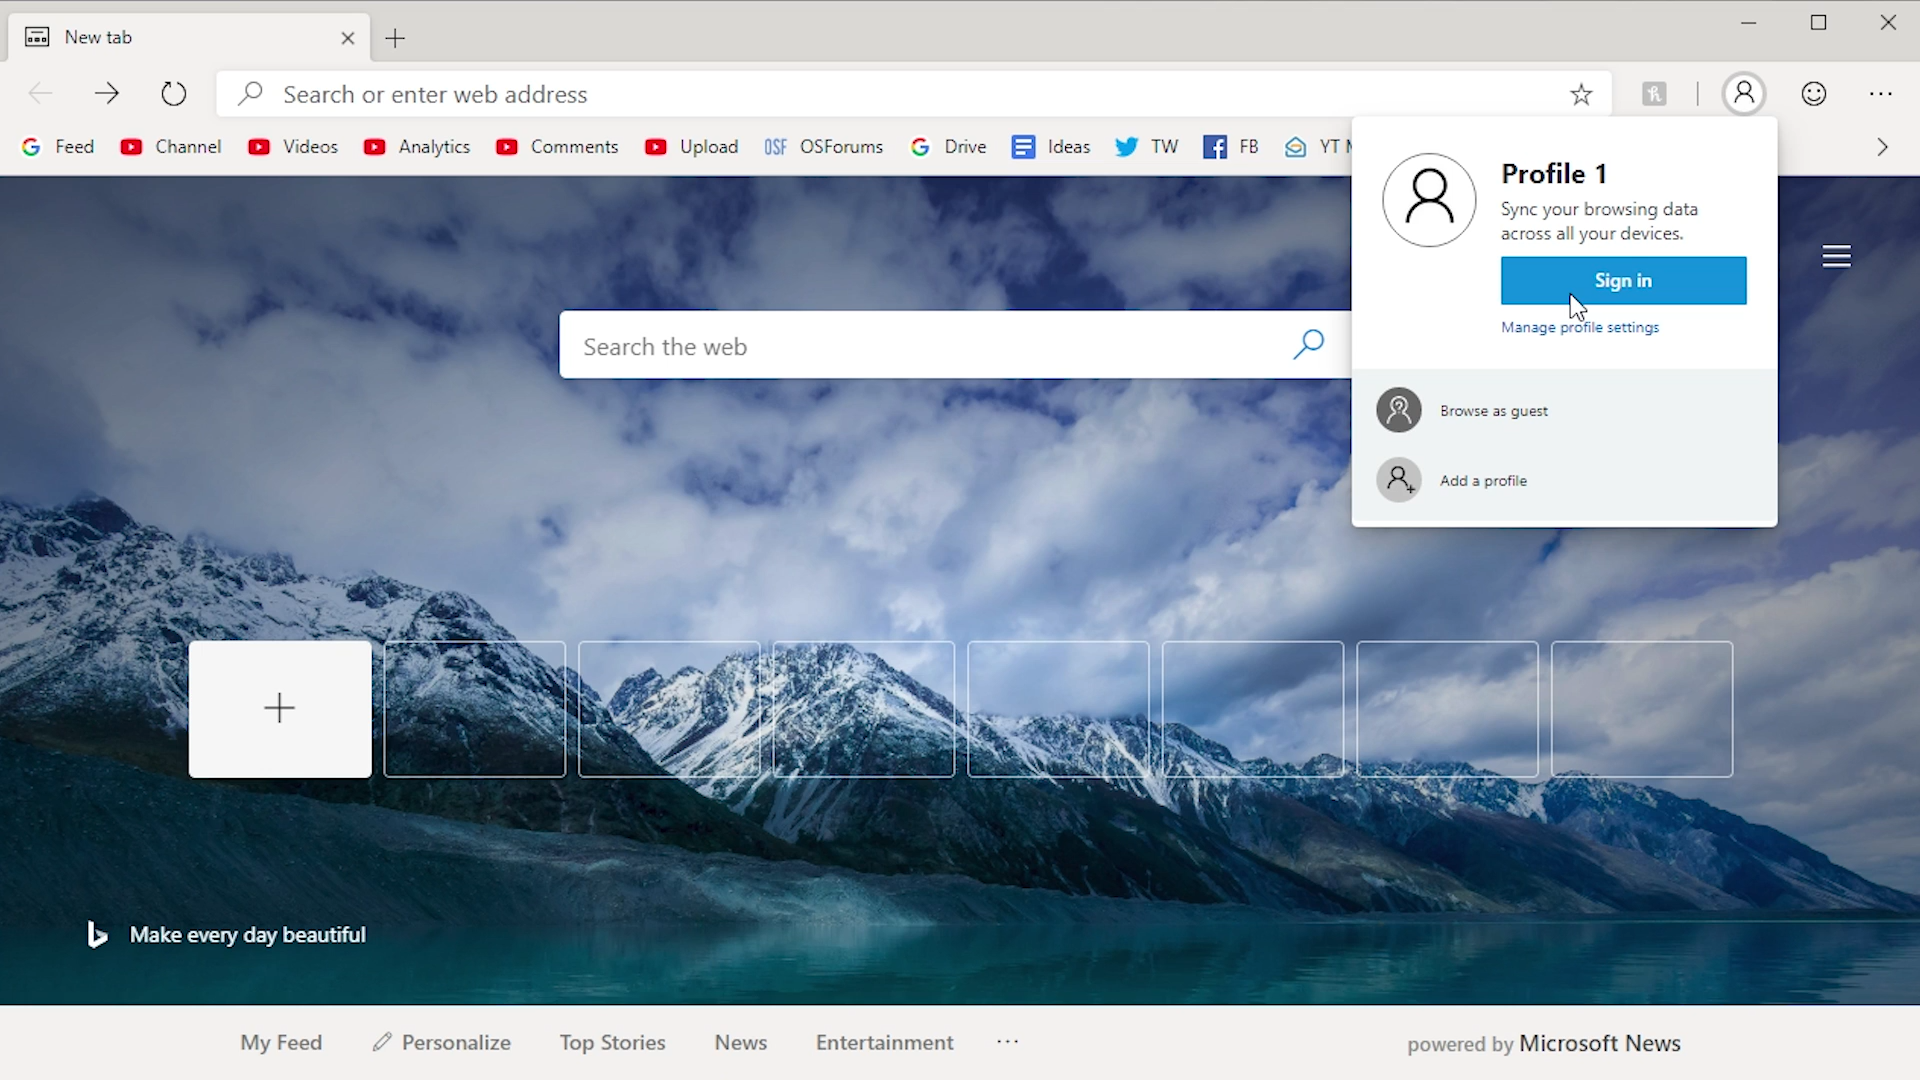 New tab
Search or enter web address
Feed Channel Videos Analytics Comments Upload OSF OSForums Drive Ideas TW FB YT
Profile 1
Sync your browsing data
across all your devices.
Sign in
Manage profile settings
Search the web
Browse as guest
Add a profile
Make every day beautiful
My Feed Personalize Top Stories News Entertainment ... powered by Microsoft News